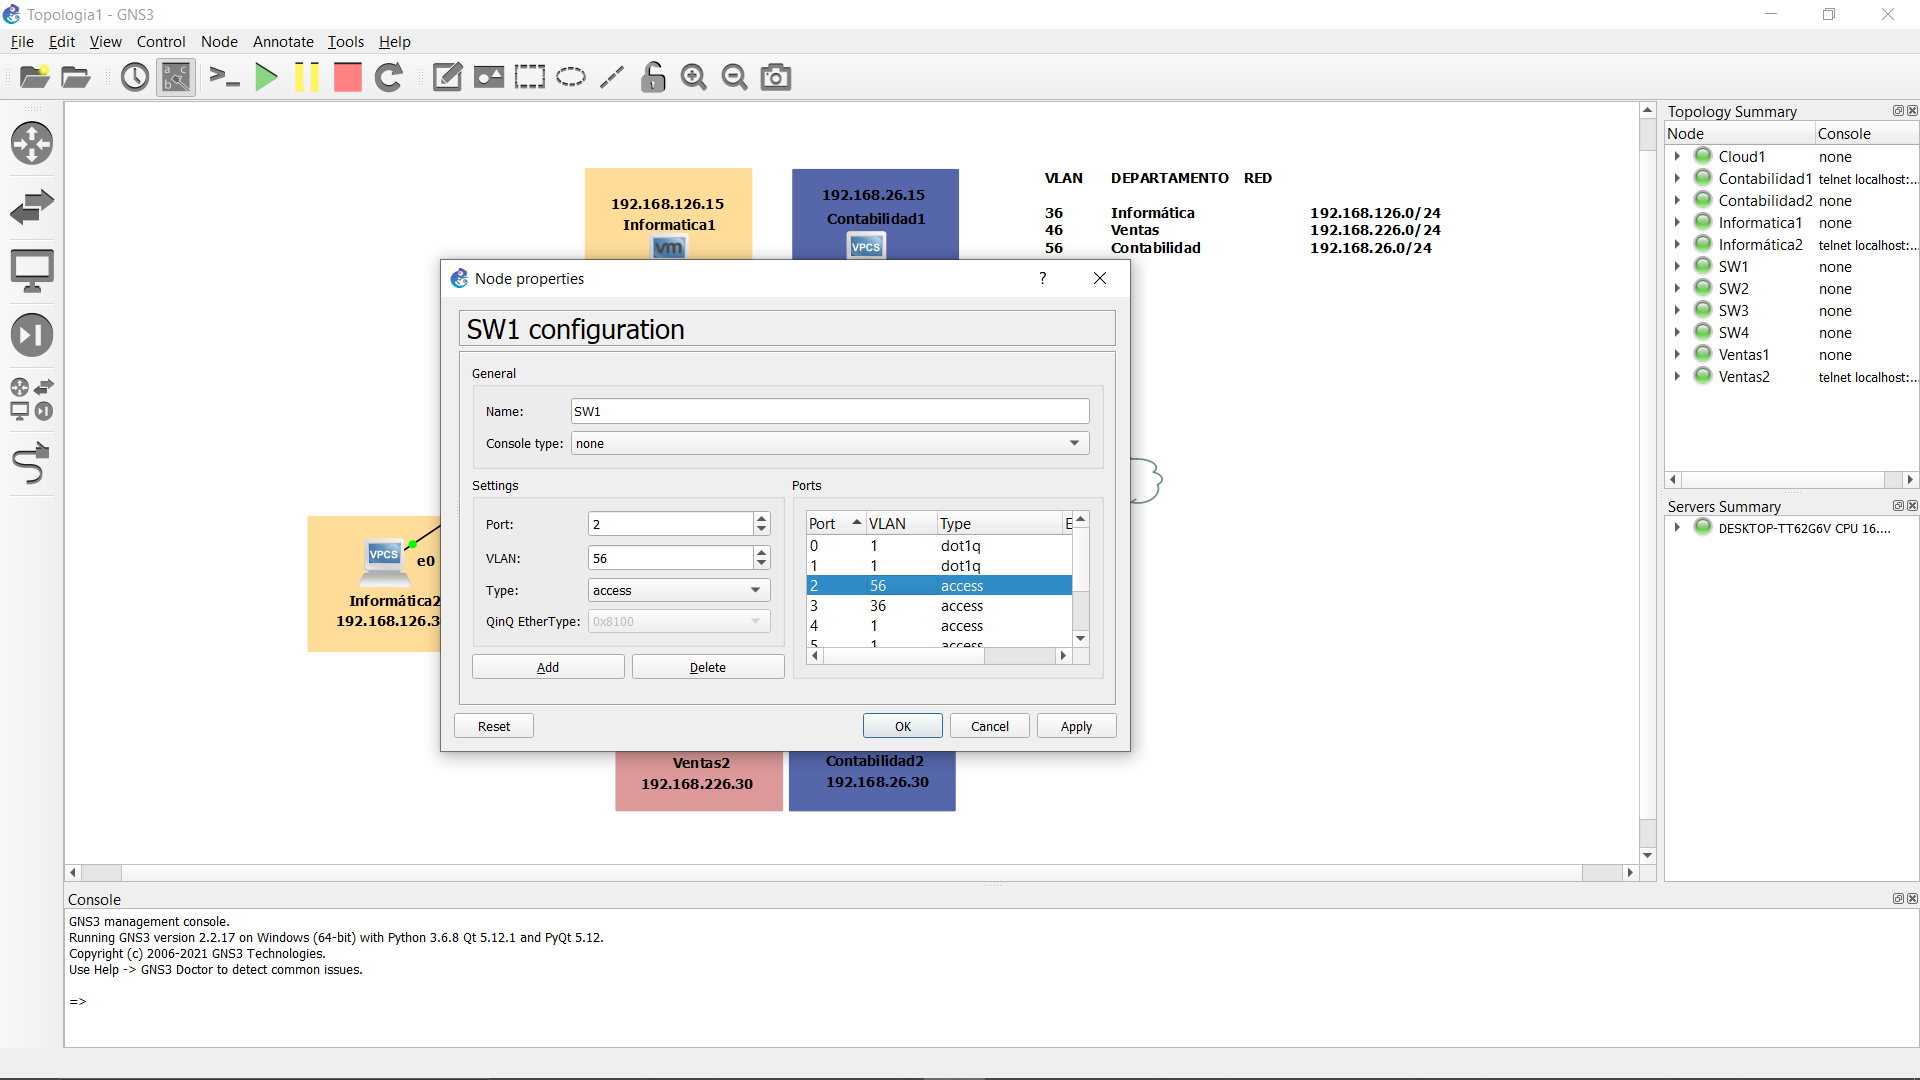 Topologia1 - GNS3
File Edit View Control Node Annotate Tools Help
192.168.126.15
Informatica1
vm
192.168.26.15
Contabilidad1
VPCS
VLAN DEPARTAMENTO RED
36 Informática 192.168.126.0/24
46 Ventas 192.168.226.0/24
56 Contabilidad 192.168.26.0/24
Node properties
?
SW1 configuration
General
Name: SW1
Console type: none
Settings
Port: 2
VLAN: 56
Type: access
QinQ EtherType: 0x8100
Add Delete
Ports
Port VLAN Type E
0 1 dot1q
1 1 dot1q
2 56 access
3 36 access
4 1 access
5 1 access
Reset OK Cancel Apply
VPCS
e0
Informática2
192.168.126.3
Ventas2
192.168.226.30
Contabilidad2
192.168.26.30
Topology Summary
Node Console
Cloud1 none
Contabilidad1 telnet localhost:...
Contabilidad2 none
Informatica1 none
Informática2 telnet localhost:...
SW1 none
SW2 none
SW3 none
SW4 none
Ventas1 none
Ventas2 telnet localhost:...
Servers Summary
DESKTOP-TT62G6V CPU 16....
Console
GNS3 management console.
Running GNS3 version 2.2.17 on Windows (64-bit) with Python 3.6.8 Qt 5.12.1 and PyQt 5.12.
Copyright (c) 2006-2021 GNS3 Technologies.
Use Help -> GNS3 Doctor to detect common issues.
=>